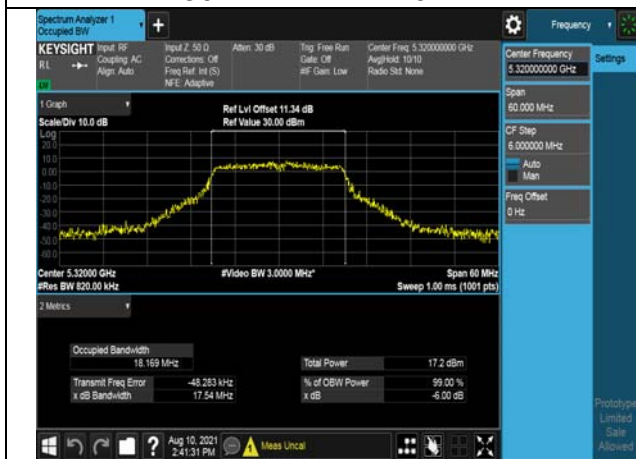 Spectrum Analyzer 1
Occupied BW
+
Frequency
KEYSIGHT
RL
Input: RF
Coupling: AC
Align: Auto
Input Z: 50 Ω
Corrections: Off
Freq Ref: Int (S)
NFE: Adaptive
Atten: 30 dB
Trig: Free Run
Gate: Off
#IF Gain: Low
Center Freq: 5.320000000 GHz
Avg|Hold: 10/10
Radio Std: None
Center Frequency
5.320000000 GHz
Settings
Span
60.000 MHz
CF Step
6.000000 MHz
Auto
Man
Freq Offset
0 Hz
1 Graph
Scale/Div 10.0 dB
Ref Lvl Offset 11.34 dB
Ref Value 30.00 dBm
Log
20.0
10.0
0.00
-10.0
-20.0
-30.0
-40.0
-50.0
-60.0
Center 5.32000 GHz
#Res BW 820.00 kHz
#Video BW 3.0000 MHz*
Span 60 MHz
Sweep 1.00 ms (1001 pts)
2 Metrics
Occupied Bandwidth
18.169 MHz
Total Power
17.2 dBm
Transmit Freq Error
-48.283 kHz
% of OBW Power
99.00 %
x dB Bandwidth
17.54 MHz
x dB
-6.00 dB
Prototype
Limited
Sale
Allowed
?
Aug 10, 2021
2:41:31 PM
Meas Uncal